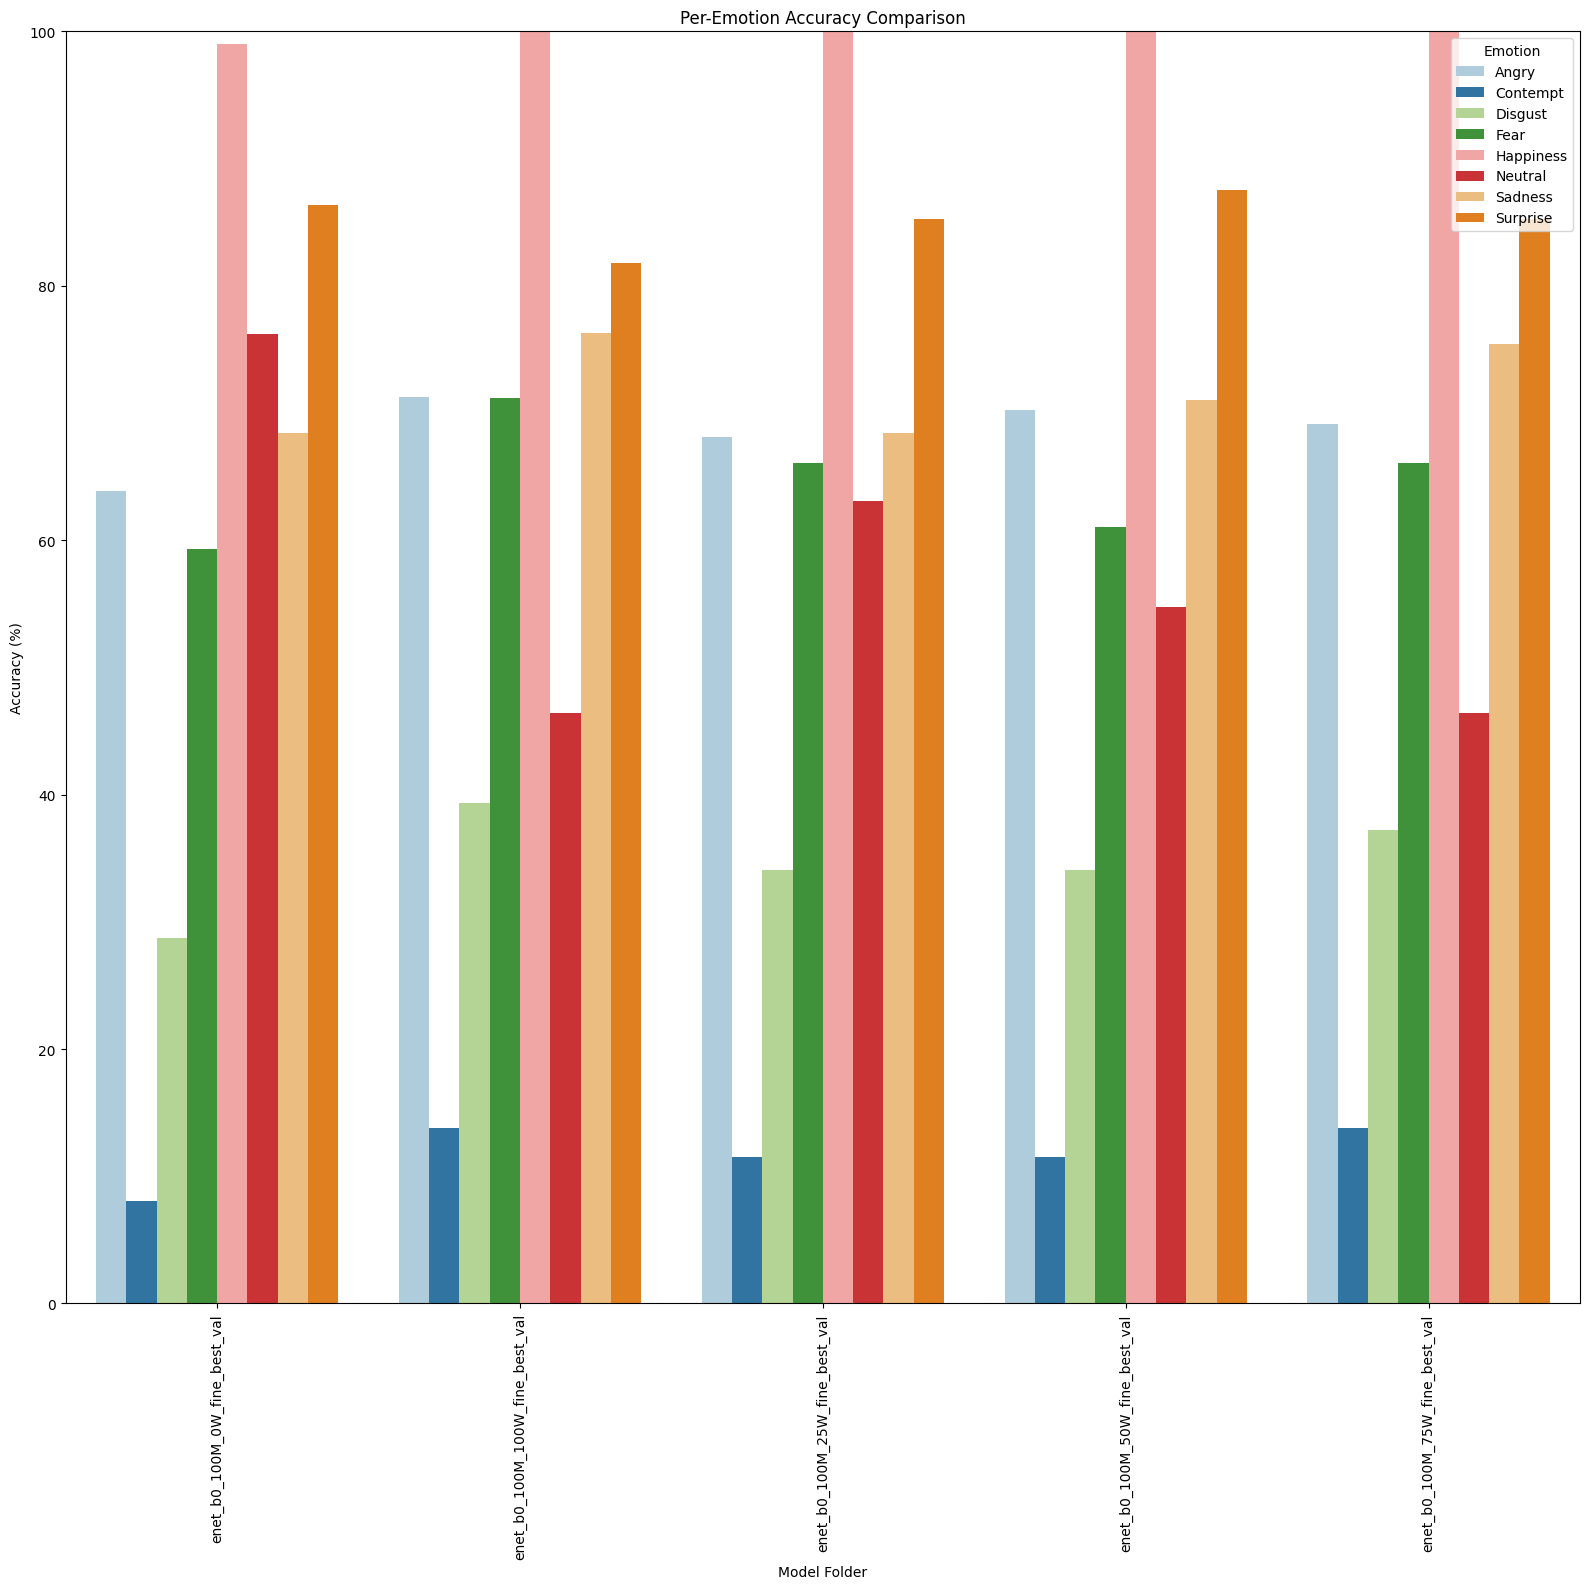 Per-Emotion Accuracy Comparison
Emotion
Angry
Contempt
Disgust
Fear
Happiness
Neutral
Sadness
Surprise
Accuracy (%)
100
80
60
40
20
0
enet_b0_100M_0W_fine_best_val
enet_b0_100M_100W_fine_best_val
enet_b0_100M_25W_fine_best_val
enet_b0_100M_50W_fine_best_val
enet_b0_100M_75W_fine_best_val
Model Folder